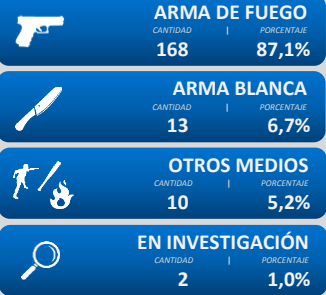 ARMA DE FUEGO
CANTIDAD | PORCENTAJE
168 87,1%
ARMA BLANCA
CANTIDAD | PORCENTAJE
13 6,7%
OTROS MEDIOS
CANTIDAD | PORCENTAJE
10 5,2%
EN INVESTIGACIÓN
CANTIDAD | PORCENTAJE
2 1,0%